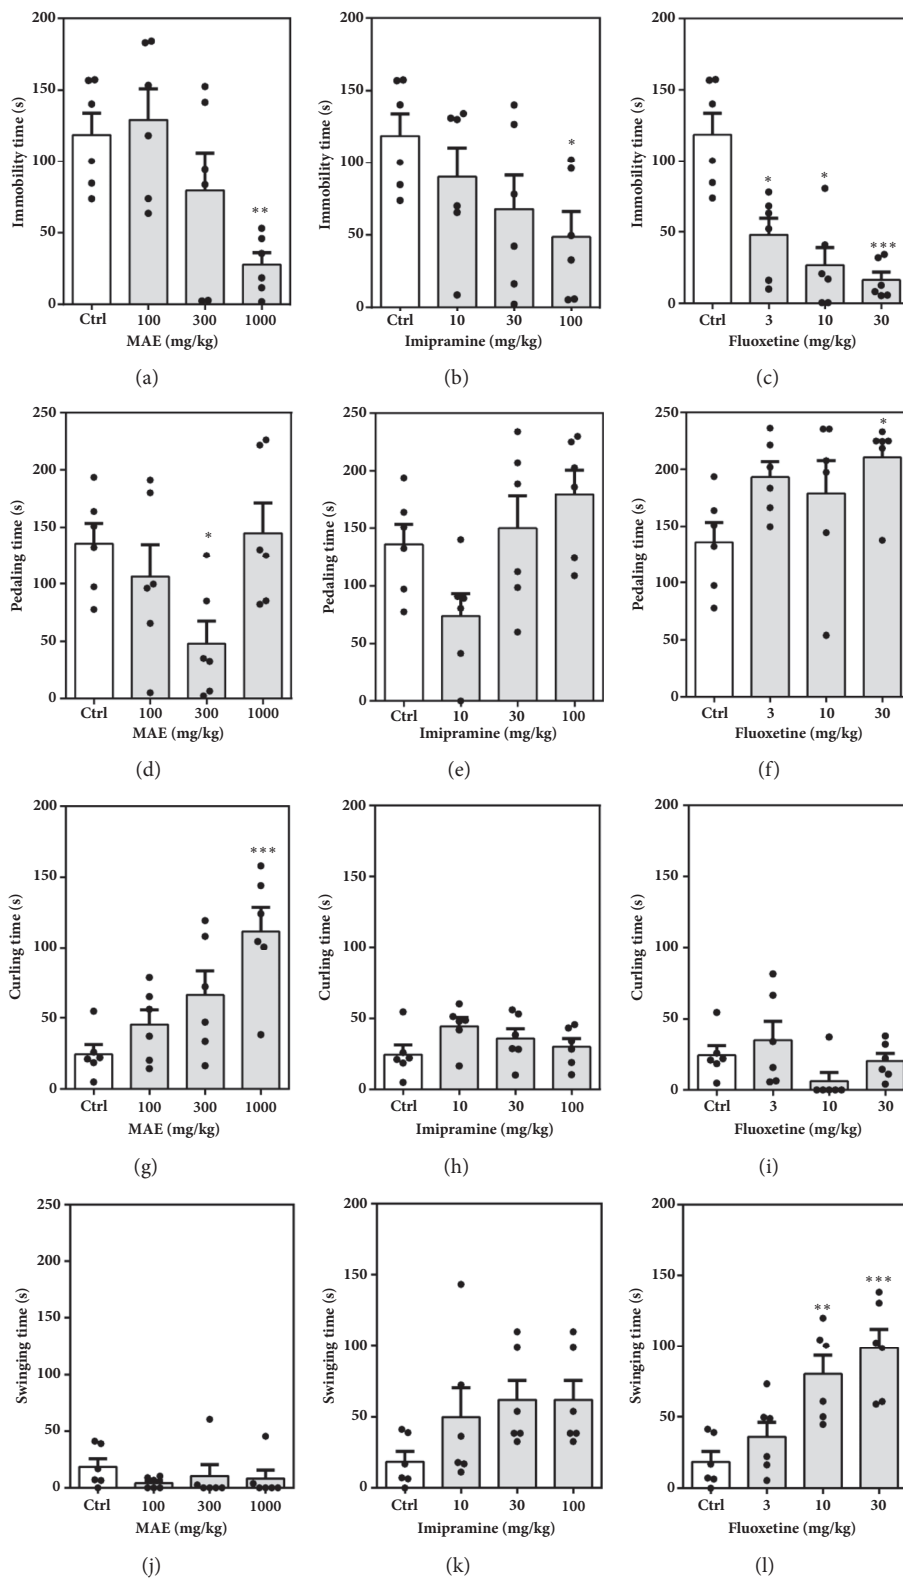 200
150
100
50
0
Immobility time (s)
**
Ctrl 100 300 1000
MAE (mg/kg)
(a)
200
150
100
50
0
Immobility time (s)
*
Ctrl 10 30 100
Imipramine (mg/kg)
(b)
200
150
100
50
0
Immobility time (s)
* * ***
Ctrl 3 10 30
Fluoxetine (mg/kg)
(c)
250
200
150
100
50
0
Pedaling time (s)
*
Ctrl 100 300 1000
MAE (mg/kg)
(d)
250
200
150
100
50
0
Pedaling time (s)
Ctrl 10 30 100
Imipramine (mg/kg)
(e)
250
200
150
100
50
0
Pedaling time (s)
*
Ctrl 3 10 30
Fluoxetine (mg/kg)
(f)
200
150
100
50
0
Curling time (s)
***
Ctrl 100 300 1000
MAE (mg/kg)
(g)
200
150
100
50
0
Curling time (s)
Ctrl 10 30 100
Imipramine (mg/kg)
(h)
200
150
100
50
0
Curling time (s)
Ctrl 3 10 30
Fluoxetine (mg/kg)
(i)
250
200
150
100
50
0
Swinging time (s)
Ctrl 100 300 1000
MAE (mg/kg)
(j)
200
150
100
50
0
Swinging time (s)
Ctrl 10 30 100
Imipramine (mg/kg)
(k)
200
150
100
50
0
Swinging time (s)
** ***
Ctrl 3 10 30
Fluoxetine (mg/kg)
(l)